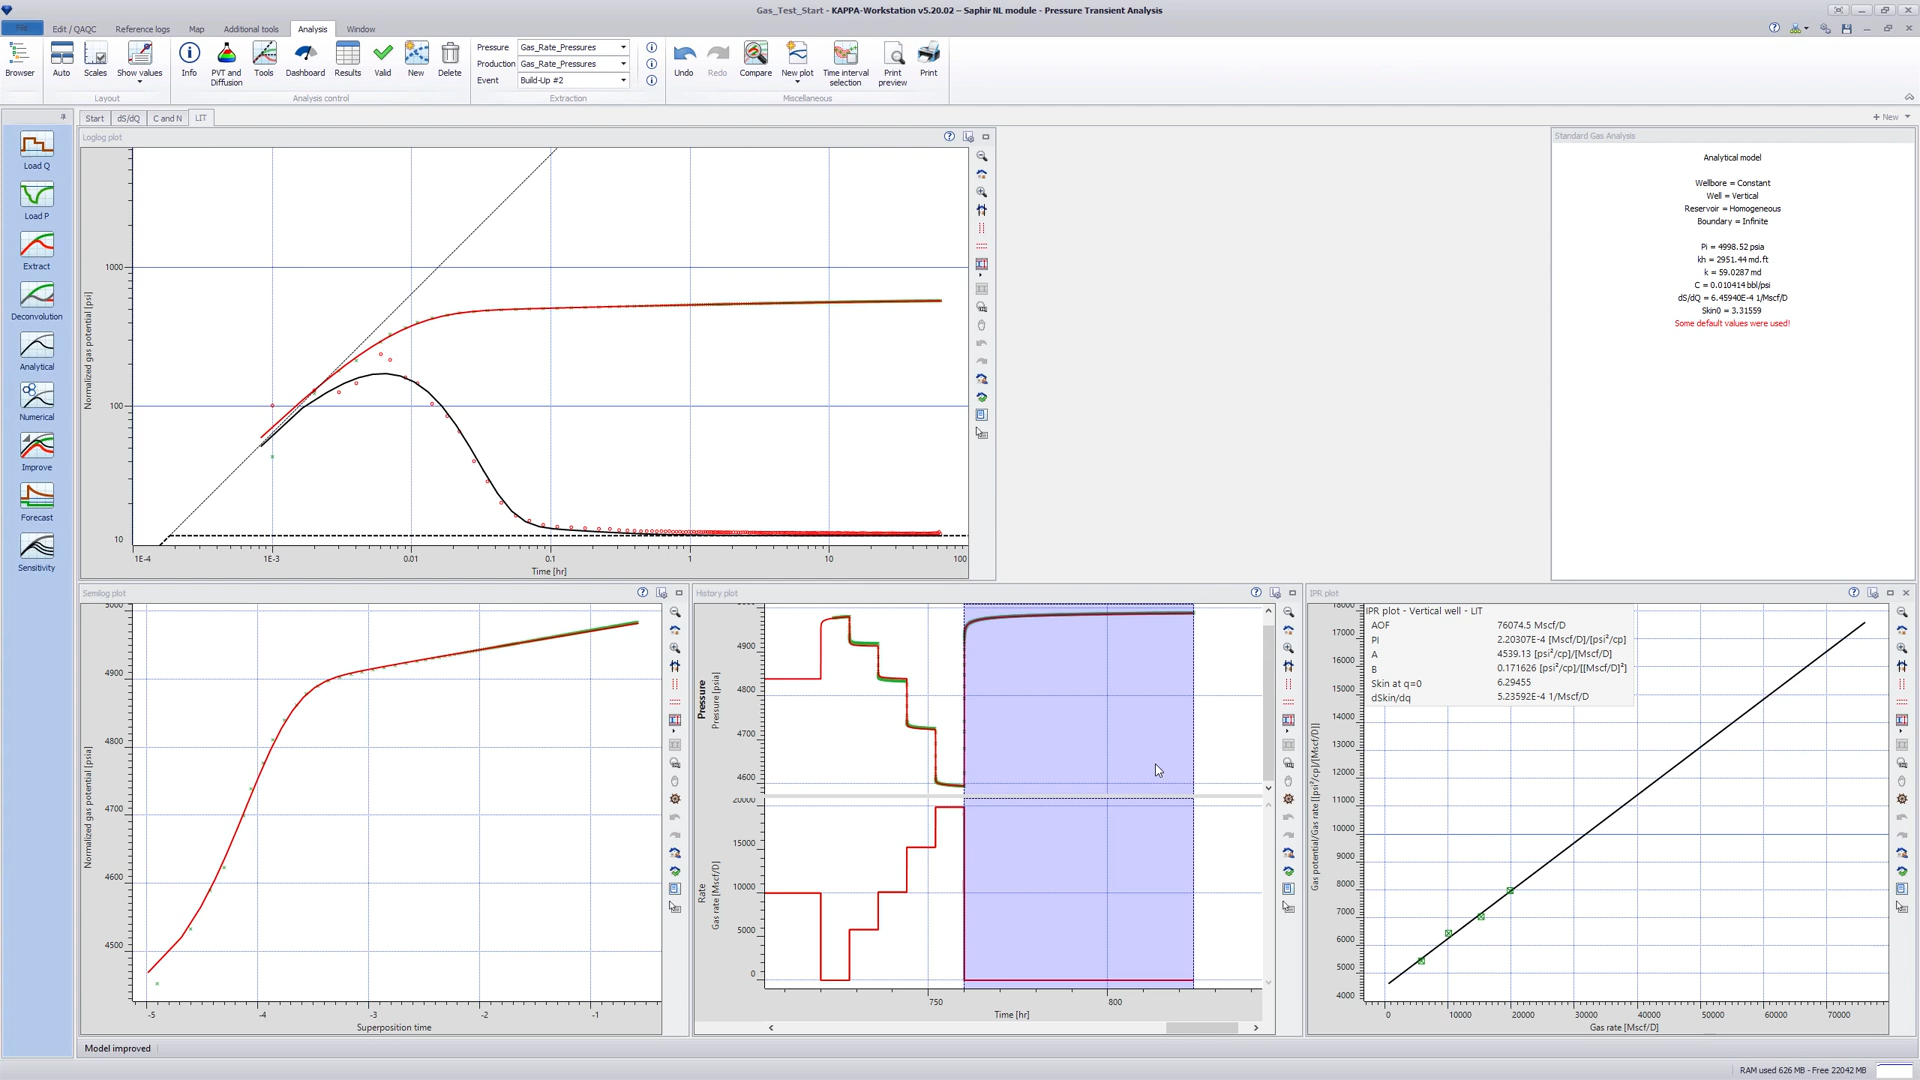 Gas_Test_Start - KAPPA-Workstation v5.20.02 – Saphir NL module - Pressure Transient Analysis
File
Edit / QAQC
Reference logs
Map
Additional tools
Analysis
Window
Browser
Auto
Scales
Show values
Layout
Info
PVT and Diffusion
Tools
Dashboard
Results
Valid
New
Delete
Analysis control
Pressure Gas_Rate_Pressures
Production Gas_Rate_Pressures
Event Build-Up #2
Extraction
Undo
Redo
Compare
New plot
Time interval selection
Print preview
Print
Miscellaneous
Start
dS/dQ
C and N
LIT
+ New
Load Q
Load P
Extract
Deconvolution
Analytical
Numerical
Improve
Forecast
Sensitivity
Loglog plot
Normalized gas potential [psi]
1000
100
10
1E-4 1E-3 0.01 0.1 1 10 100
Time [hr]
Standard Gas Analysis
Analytical model
Wellbore = Constant
Well = Vertical
Reservoir = Homogeneous
Boundary = Infinite
Pi = 4998.52 psia
kh = 2951.44 md.ft
k = 59.0287 md
C = 0.010414 bbl/psi
dS/dQ = 6.45940E-4 1/Mscf/D
Skin0 = 3.31559
Some default values were used!
Semilog plot
Normalized gas potential [psia]
5000
4900
4800
4700
4600
4500
-5 -4 -3 -2 -1
Superposition time
History plot
Pressure
Pressure [psia]
4900
4800
4700
4600
Rate
Gas rate [Mscf/D]
20000
15000
10000
5000
0
750 800
Time [hr]
IPR plot
IPR plot - Vertical well - LIT
AOF 76074.5 Mscf/D
PI 2.20307E-4 [Mscf/D]/[psi²/cp]
A 4539.13 [psi²/cp]/[Mscf/D]
B 0.171626 [psi²/cp]/[[Mscf/D]²]
Skin at q=0 6.29455
dSkin/dq 5.23592E-4 1/Mscf/D
Gas potential/Gas rate [[psi²/cp]/[Mscf/D]]
18000
17000
16000
15000
14000
13000
12000
11000
10000
9000
8000
7000
6000
5000
4000
0 10000 20000 30000 40000 50000 60000 70000
Gas rate [Mscf/D]
Model improved
RAM used 626 MB - Free 22042 MB